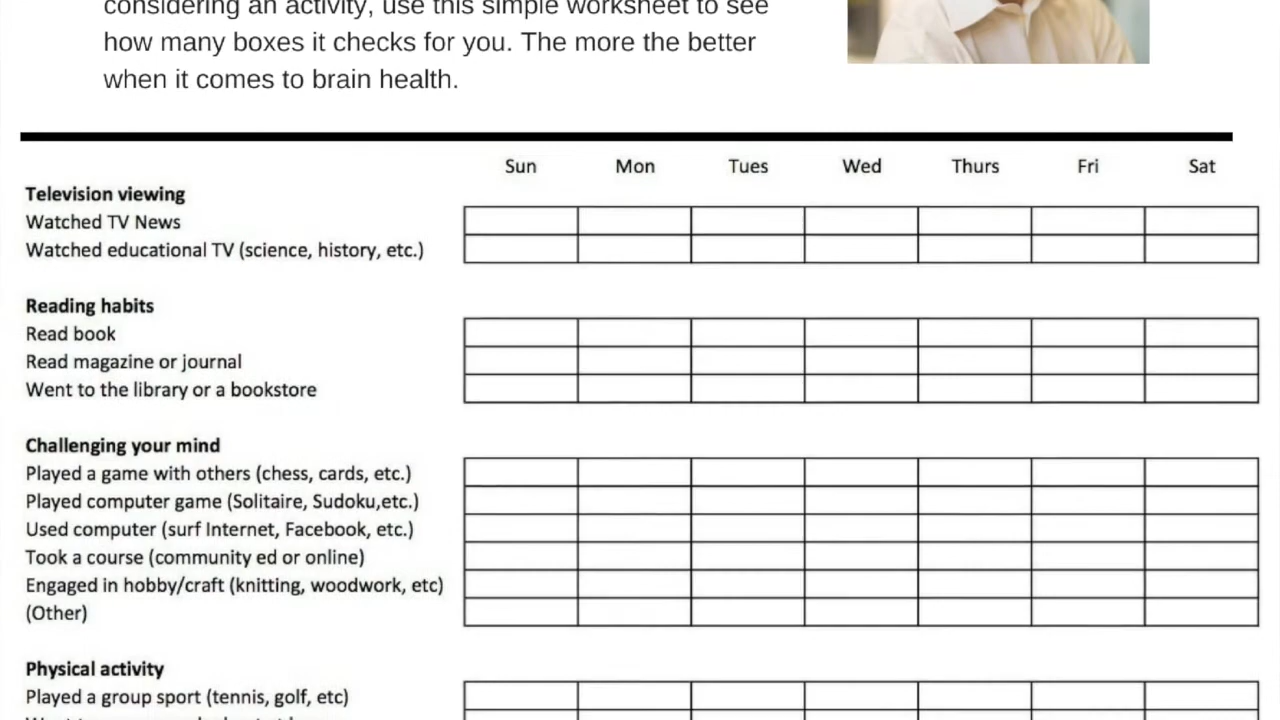 considering an activity, use this simple worksheet to see
how many boxes it checks for you. The more the better
when it comes to brain health.
Sun Mon Tues Wed Thurs Fri Sat
Television viewing
Watched TV News
Watched educational TV (science, history, etc.)
Reading habits
Read book
Read magazine or journal
Went to the library or a bookstore
Challenging your mind
Played a game with others (chess, cards, etc.)
Played computer game (Solitaire, Sudoku,etc.)
Used computer (surf Internet, Facebook, etc.)
Took a course (community ed or online)
Engaged in hobby/craft (knitting, woodwork, etc)
(Other)
Physical activity
Played a group sport (tennis, golf, etc)